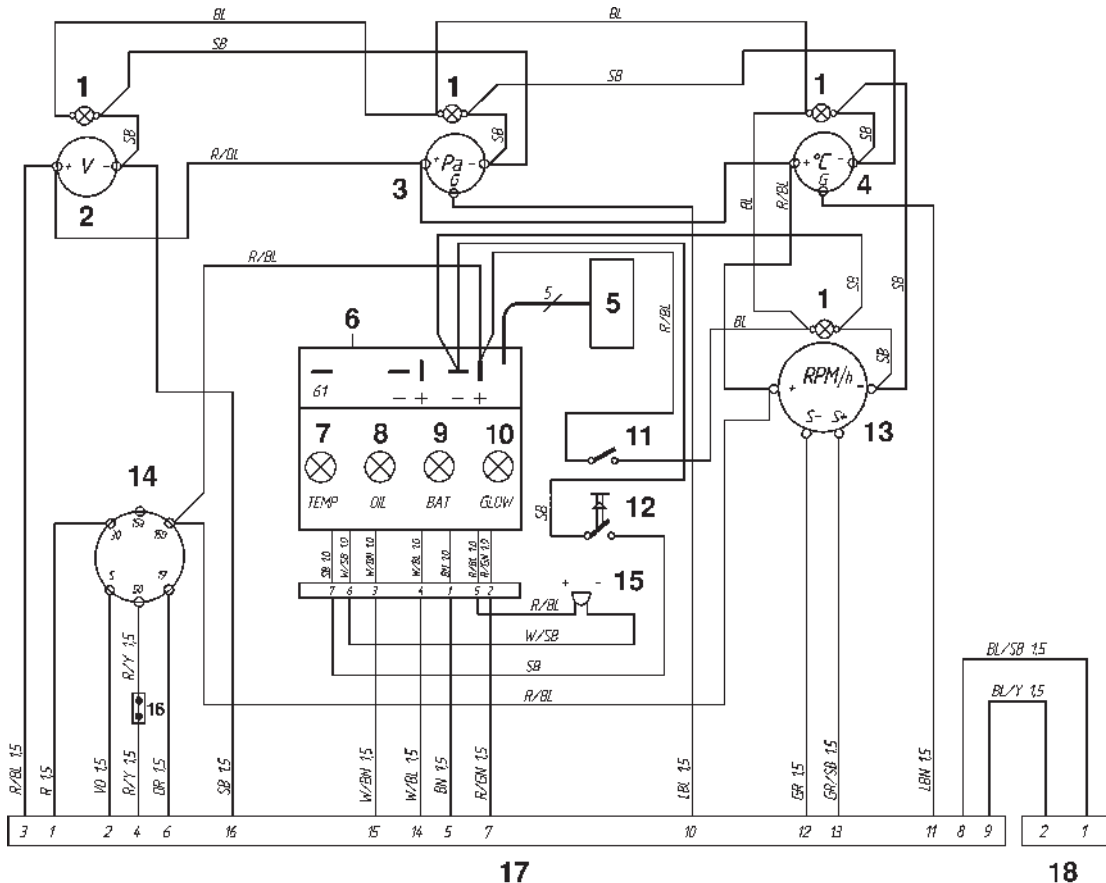 BL
BL
SB
SB
1
1
1
SB
SB
SB
+ V -
R/BL
+ Pa -
G
+ °C -
G
2
3
4
BL
R/BL
R/BL
5
5
R/BL
SB
SB
6
1
BL
SB
61
- +
- +
+ RPM/h -
S- S+
7
8
9
10
11
13
TEMP
OIL
BAT
GLOW
14
12
SB
30
15a
15b
5
50
17
SB 1.0
W/SB 1.0
W/BN 1.0
W/BL 1.0
BN 1.0
R/BL 1.0
R/GN 1.0
+ -
15
7 6 3 4 1 5 2
R/BL
W/SB
R/Y 1,5
SB
BL/SB 1,5
R/BL
BL/Y 1,5
16
R/BL 1,5
R 1,5
VO 1,5
R/Y 1,5
OR 1,5
SB 1,5
W/BN 1,5
W/BL 1,5
BN 1,5
R/GN 1,5
LBL 1,5
GR 1,5
GR/SB 1,5
LBN 1,5
3 1 2 4 6 16 15 14 5 7 10 12 13 11 8 9
2 1
17
18